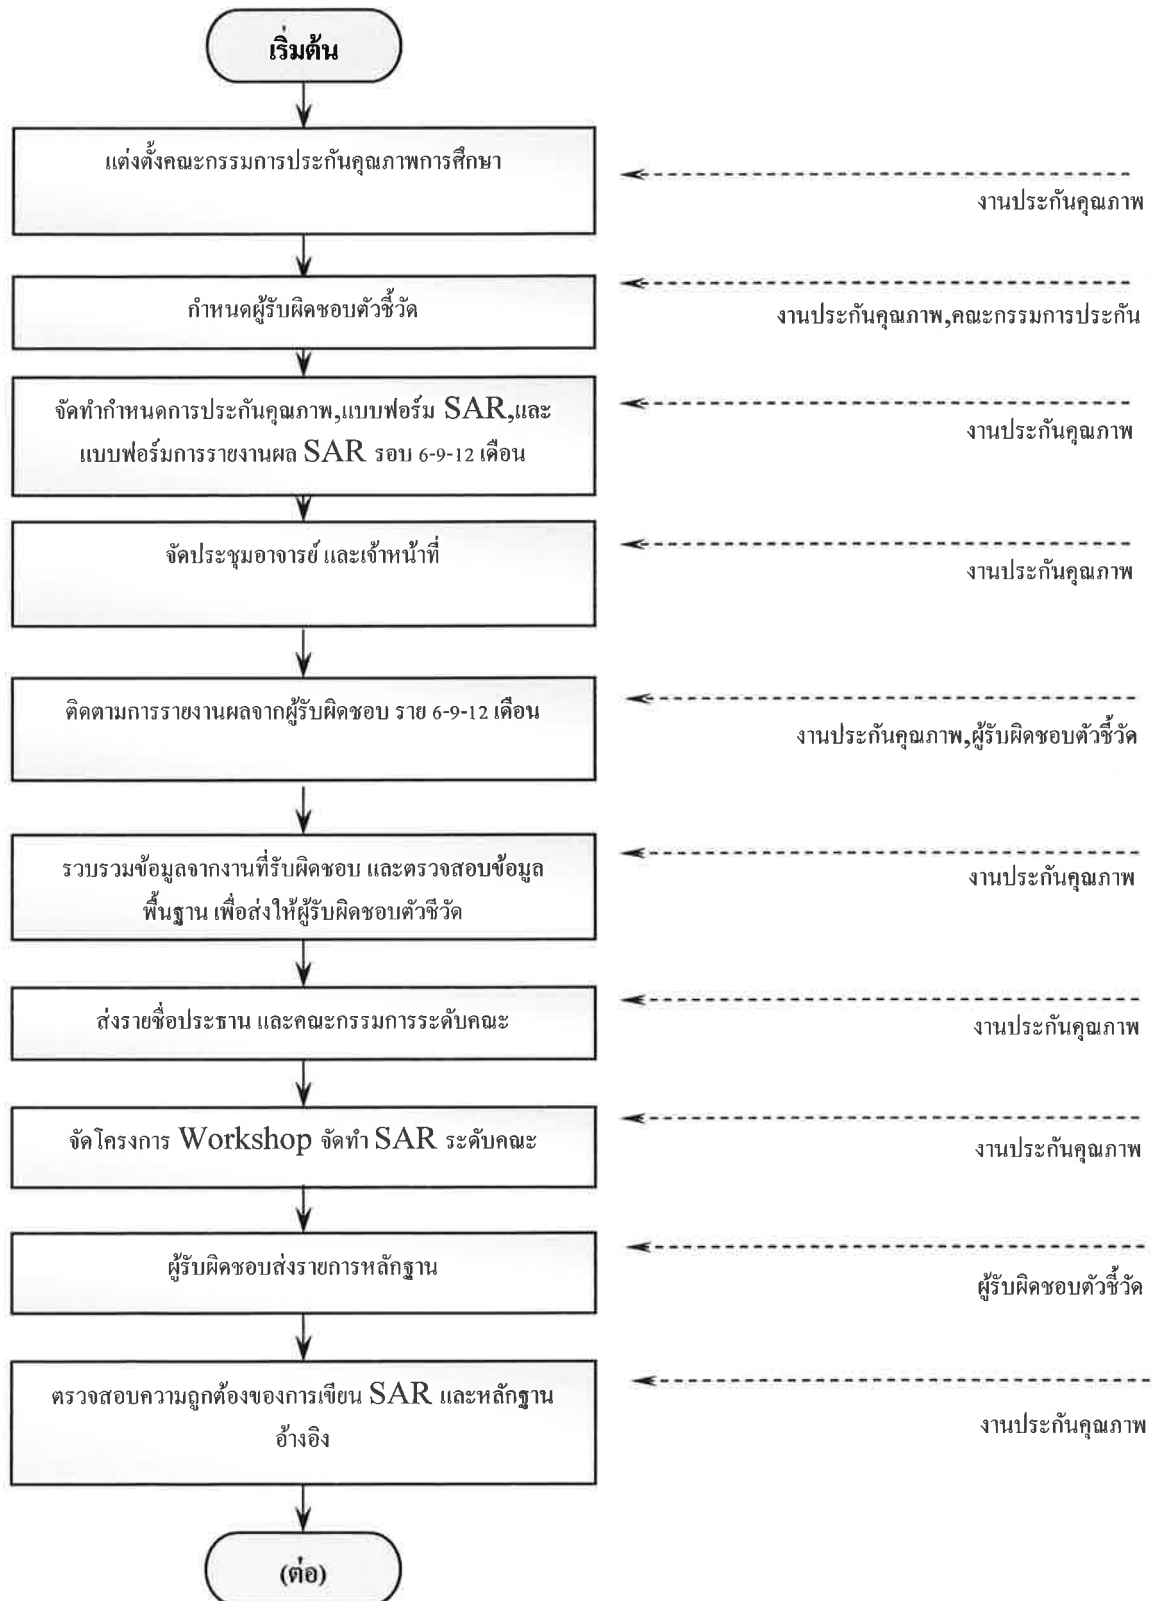 เริ่มต้น
แต่งตั้งคณะกรรมการประกันคุณภาพการศึกษา
งานประกันคุณภาพ
กำหนดผู้รับผิดชอบตัวชี้วัด
งานประกันคุณภาพ,คณะกรรมการประกัน
จัดทำกำหนดการประกันคุณภาพ,แบบฟอร์ม SAR,และ
แบบฟอร์มการรายงานผล SAR รอบ 6-9-12 เดือน
งานประกันคุณภาพ
จัดประชุมอาจารย์ และเจ้าหน้าที่
งานประกันคุณภาพ
ติดตามการรายงานผลจากผู้รับผิดชอบ ราย 6-9-12 เดือน
งานประกันคุณภาพ,ผู้รับผิดชอบตัวชี้วัด
รวบรวมข้อมูลจากงานที่รับผิดชอบ และตรวจสอบข้อมูล
พื้นฐาน เพื่อส่งให้ผู้รับผิดชอบตัวชีวัด
งานประกันคุณภาพ
ส่งรายชื่อประธาน และคณะกรรมการระดับคณะ
งานประกันคุณภาพ
จัดโครงการ Workshop จัดทำ SAR ระดับคณะ
งานประกันคุณภาพ
ผู้รับผิดชอบส่งรายการหลักฐาน
ผู้รับผิดชอบตัวชี้วัด
ตรวจสอบความถูกต้องของการเขียน SAR และหลักฐาน
อ้างอิง
งานประกันคุณภาพ
(ต่อ)